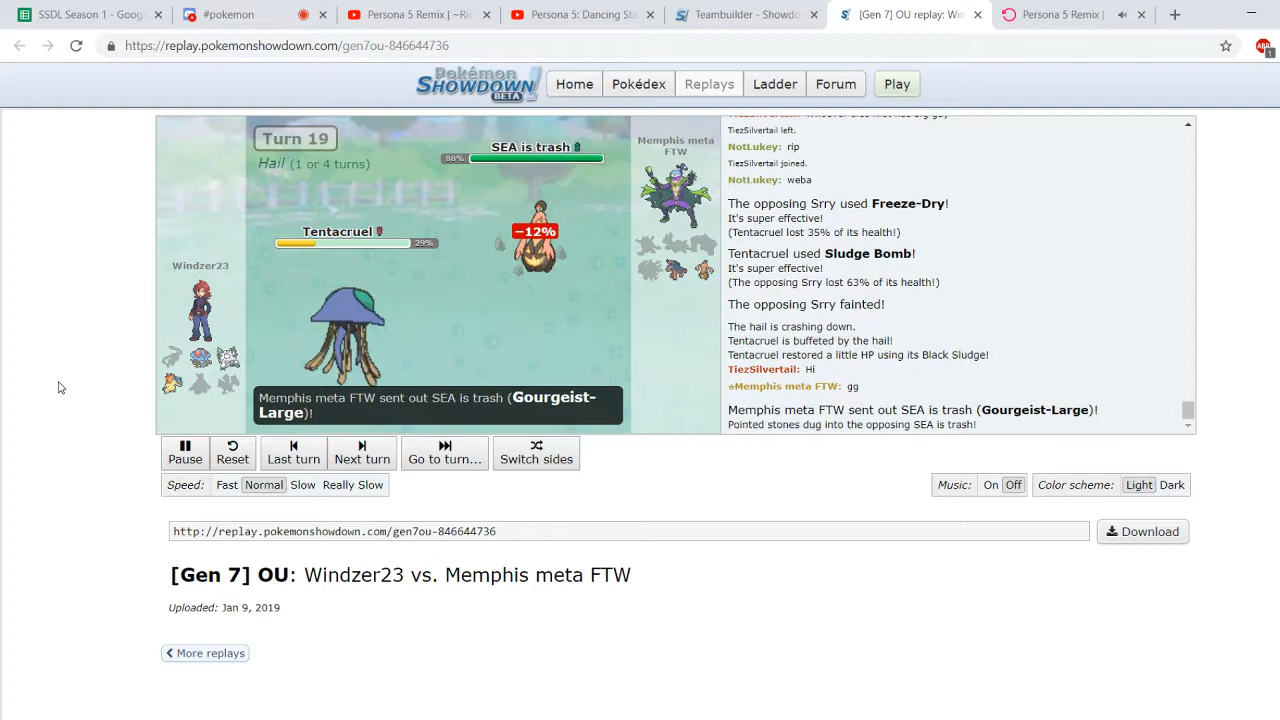 SSDL Season 1 - Goog
#pokemon
Persona 5 Remix | ~Ri
Persona 5: Dancing Sta
Teambuilder - Showdo
[Gen 7] OU replay: Win
Persona 5 Remix |
https://replay.pokemonshowdown.com/gen7ou-846644736
ABP
1
Pokémon
Showdown!
BETA
Home
Pokédex
Replays
Ladder
Forum
Play
Turn 19
Hail (1 or 4 turns)
SEA is trash
88%
−12%
Tentacruel
29%
Windzer23
Memphis meta
FTW
Memphis meta FTW sent out SEA is trash (Gourgeist-
Large)!
TiezSilvertail left.
NotLukey: rip
TiezSilvertail joined.
NotLukey: weba
The opposing Srry used Freeze-Dry!
It's super effective!
(Tentacruel lost 35% of its health!)
Tentacruel used Sludge Bomb!
It's super effective!
(The opposing Srry lost 63% of its health!)
The opposing Srry fainted!
The hail is crashing down.
Tentacruel is buffeted by the hail!
Tentacruel restored a little HP using its Black Sludge!
TiezSilvertail: Hi
☆Memphis meta FTW: gg
Memphis meta FTW sent out SEA is trash (Gourgeist-Large)!
Pointed stones dug into the opposing SEA is trash!
Pause
Reset
Last turn
Next turn
Go to turn...
Switch sides
Speed: Fast Normal Slow Really Slow
Music: On Off
Color scheme: Light Dark
http://replay.pokemonshowdown.com/gen7ou-846644736
Download
[Gen 7] OU: Windzer23 vs. Memphis meta FTW
Uploaded: Jan 9, 2019
More replays